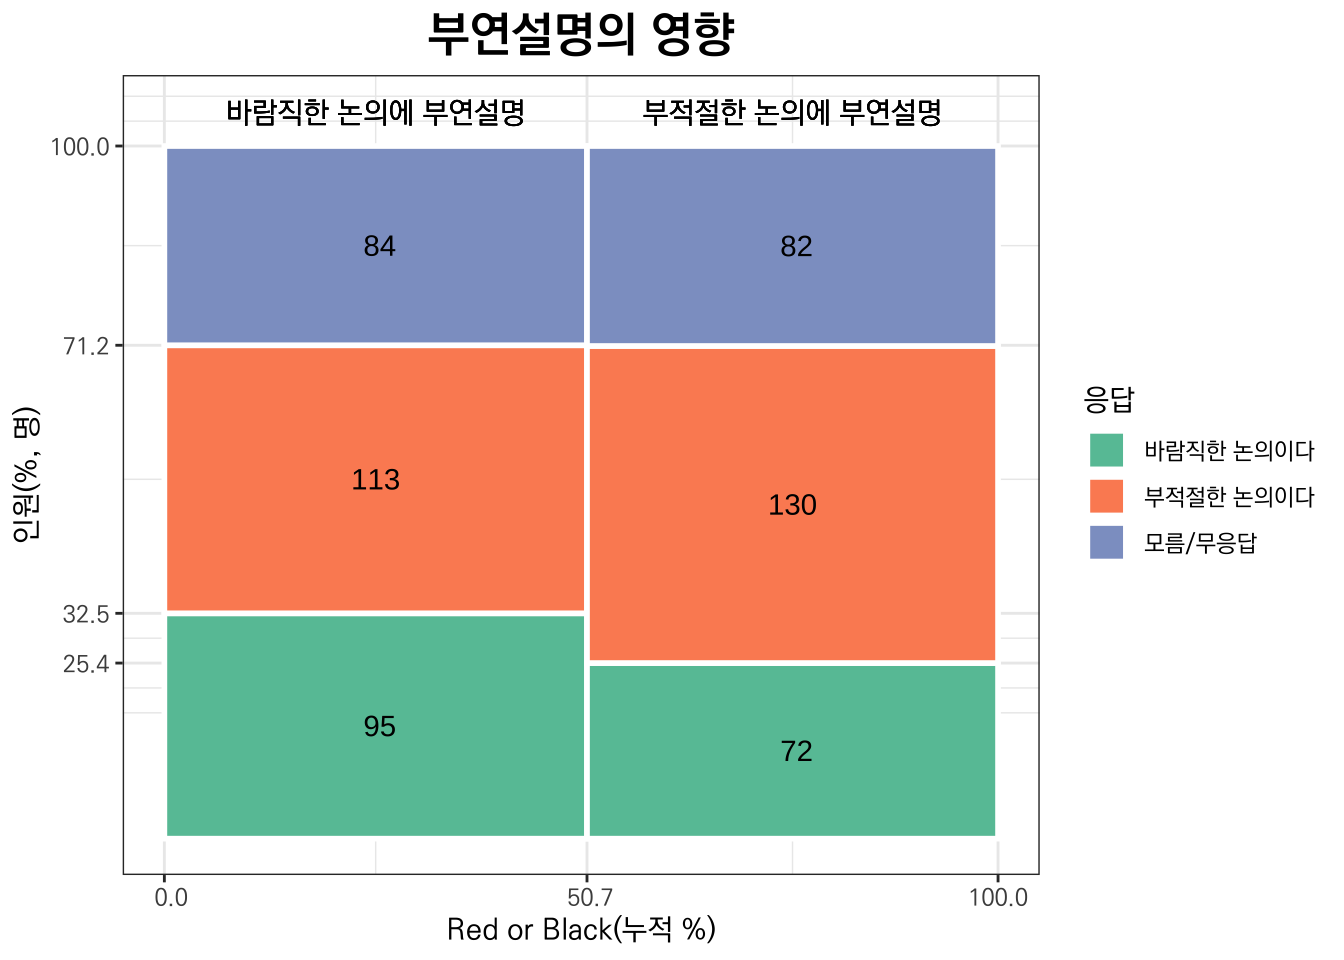 부연설명의 영향
바람직한 논의에 부연설명
부적절한 논의에 부연설명
100.0
71.2
32.5
25.4
인원(%, 명)
84
82
113
130
95
72
0.0
50.7
100.0
Red or Black(누적 %)
응답
바람직한 논의이다
부적절한 논의이다
모름/무응답